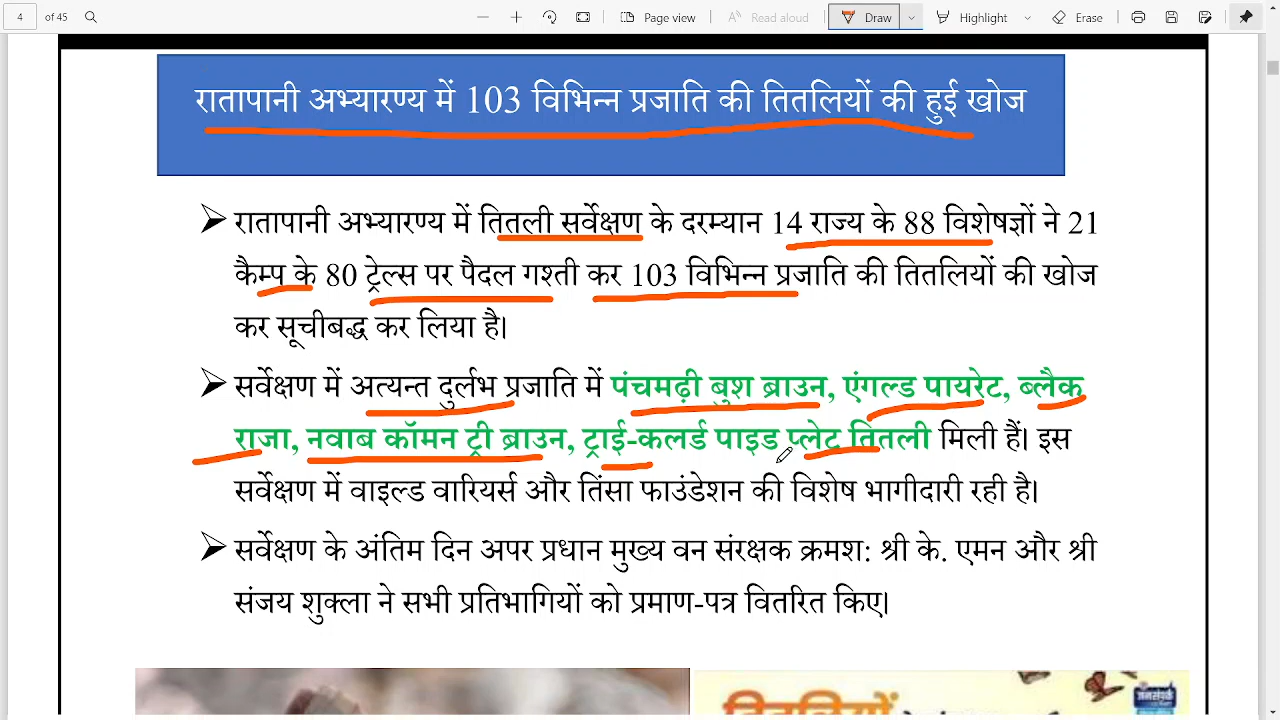 4 of 45 Page view Read aloud Draw Highlight Erase
रातापानी अभ्यारण्य में 103 विभिन्न प्रजाति की तितलियों की हुई खोज
रातापानी अभ्यारण्य में तितली सर्वेक्षण के दरम्यान 14 राज्य के 88 विशेषज्ञों ने 21
कैम्प के 80 ट्रेल्स पर पैदल गश्ती कर 103 विभिन्न प्रजाति की तितलियों की खोज
कर सूचीबद्ध कर लिया है।
सर्वेक्षण में अत्यन्त दुर्लभ प्रजाति में पंचमढ़ी बुश ब्राउन, एंगल्ड पायरेट, ब्लैक
राजा, नवाब कॉमन ट्री ब्राउन, ट्राई-कलर्ड पाइड प्लेट तितली मिली हैं। इस
सर्वेक्षण में वाइल्ड वारियर्स और तिंसा फाउंडेशन की विशेष भागीदारी रही है।
सर्वेक्षण के अंतिम दिन अपर प्रधान मुख्य वन संरक्षक क्रमश: श्री के. एमन और श्री
संजय शुक्ला ने सभी प्रतिभागियों को प्रमाण-पत्र वितरित किए।
जनसंपर्क
तितलियों